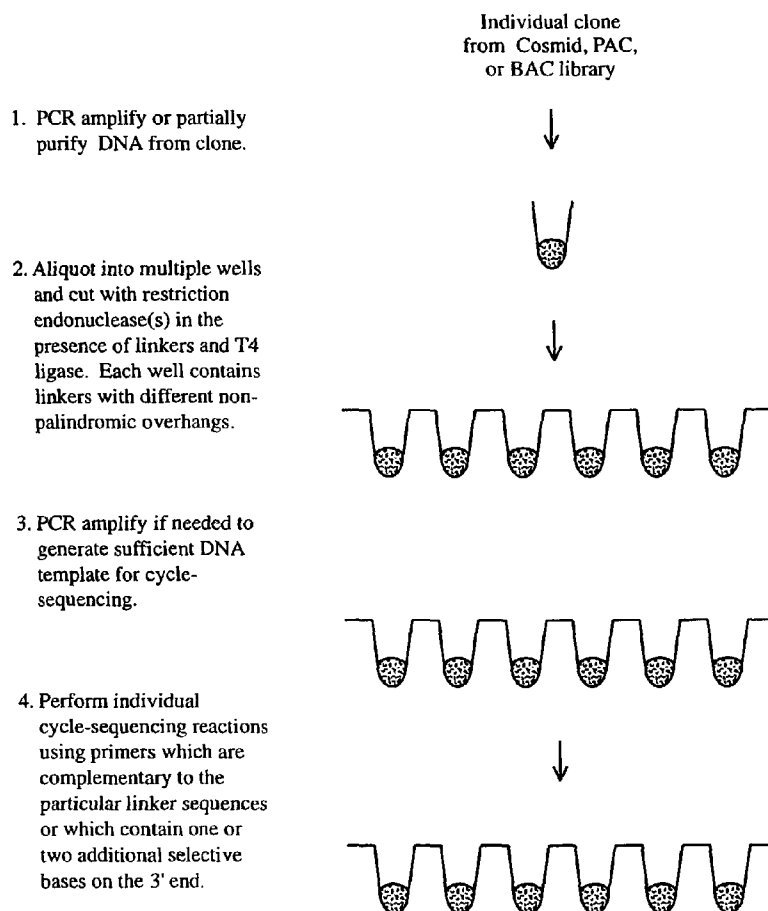 Individual clone
from Cosmid, PAC,
or BAC library
1. PCR amplify or partially
purify DNA from clone.
2. Aliquot into multiple wells
and cut with restriction
endonuclease(s) in the
presence of linkers and T4
ligase. Each well contains
linkers with different non-
palindromic overhangs.
3. PCR amplify if needed to
generate sufficient DNA
template for cycle-
sequencing.
4. Perform individual
cycle-sequencing reactions
using primers which are
complementary to the
particular linker sequences
or which contain one or
two additional selective
bases on the 3' end.